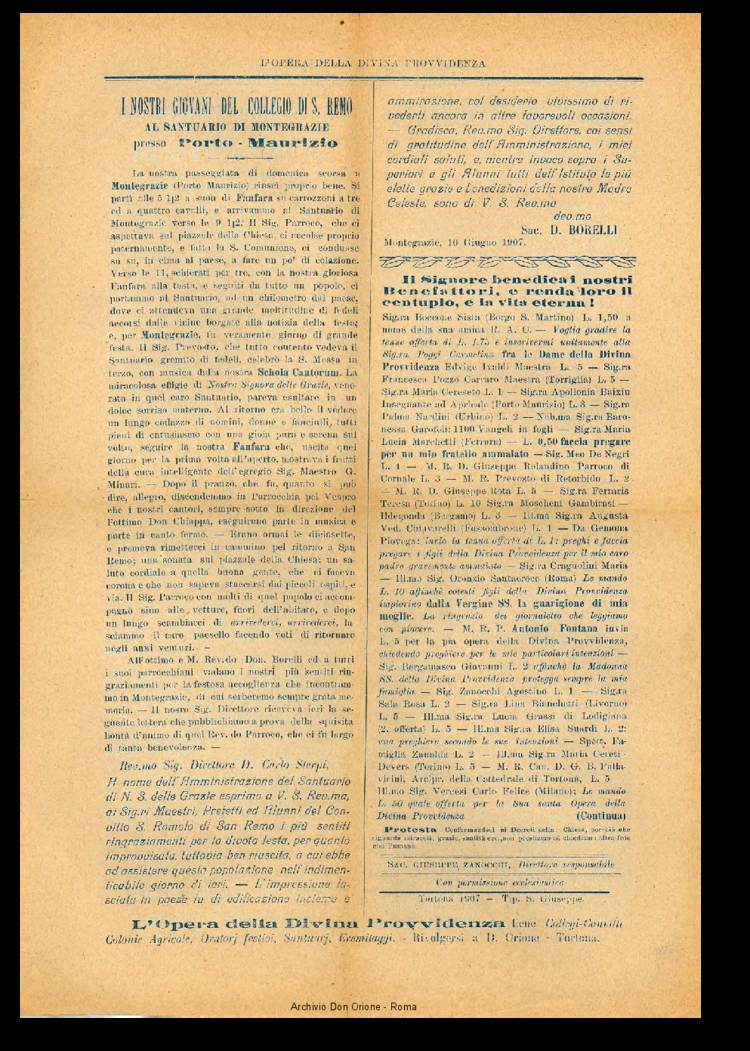 L'OPERA DELLA DIVINA PROVVIDENZA
I NOSTRI GIOVANI DEL COLLEGIO DI S. REMO
AL SANTUARIO DI MONTEGRAZIE
presso Porto - Maurizio
La nostra passeggiata di domenica scorsa a
Montegrazie (Porto Maurizio) riuscì proprio bene. Si
partì alle 5 1|2 a suon di Fanfara su carrozzoni a tre
ed a quattro cavalli, e arrivammo al Santuario di
Montegrazie verso le 9 1|2. Il Sig. Parroco, che ci
aspettava sul piazzale della Chiesa, ci accolse proprio
paternamente, e fatta la S. Comunione, ci condusse
su su, in cima al paese, a fare un po' di colazione.
Verso le 11, schierati per tre, con la nostra gloriosa
Fanfara alla testa, e seguiti da tutto un popolo, ci
portammo al Santuario, ad un chilometro dal paese,
dove ci attendeva una grande moltitudine di fedeli
accorsi dalle vicine borgate alla notizia della festa;
e, per Montegrazie, fu veramente giorno di grande
festa. Il Sig. Prevosto, che tutto contento vedeva il
Santuario gremito di fedeli, celebrò la S. Messa in
terzo, con musica della nostra Schola Cantorum. La
miracolosa effigie di Nostra Signora delle Grazie, vene-
rata in quel caro Santuario, pareva esultare in un
dolce sorriso materno. Al ritorno era bello il vedere
un lungo codazzo di uomini, donne e fanciulli, tutti
pieni di entusiasmo con una gioia pura e serena sul
volto, seguire la nostra Fanfara che, uscita quel
giorno per la prima volta all'aperto, mostrava i frutti
della cura intelligente dell'egregio Sig. Maestro G.
Minuri. — Dopo il pranzo, che fu, quanto si può
dire, allegro, discendemmo in Parrocchia pel Vespro
che i nostri cantori, sempre sotto la direzione del
l'ottimo Don Chiappa, eseguirono parte in musica e
parte in canto fermo. — Erano ormai le diciasette,
e premeva rimetterci in cammino pel ritorno a San
Remo; una sonata sul piazzale della Chiesa; un sa-
luto cordiale a quella buona gente, che ci faceva
corona e che non sapeva staccarsi dai piccoli ospiti, e
via. Il Sig. Parroco con molti di quel popolo ci accom-
pagnò sino alle vetture, fuori dell'abitato, e dopo
un lungo scambiarci di arrivederci, arrivederci, la-
sciammo il caro paesello facendo voti di ritornare
negli anni venturi. —
All'ottimo e M. Rev.do Don. Borelli ed a tutti
i suoi parrocchiani vadano i nostri più sentiti rin-
graziamenti per la festosa accoglienza che incontram-
mo in Montegrazie, di cui serberemo sempre grata me-
moria. — Il nostro Sig. Direttore riceveva ieri la se-
guente lettera che pubblichiamo a prova della squisita
bontà d'animo di quel Rev.do Parroco, che ci fu largo
di tanta benevolenza. —
Rev.mo Sig. Direttore D. Carlo Sterpi,
A nome dell'Amministrazione del Santuario
di N. S. delle Grazie esprimo a V. S. Rev.ma,
ai Sig.ri Maestri, Prefetti ed Alunni del Con-
vitto S. Romolo di San Remo i più sentiti
ringraziamenti per la divota festa, per quanto
improvvisata, tuttavia ben riuscita, a cui ebbe
ad assistere questa popolazione nell'indimen-
ticabile giorno di ieri. — L'impressione la-
sciata in paese fu di edificazione insieme e
ammirazione, col desiderio vivissimo di ri-
vederli ancora in altre favorevoli occasioni.
— Gradisca, Rev.mo Sig. Direttore, coi sensi
di gratitudine dell'Amministrazione, i miei
cordiali saluti, e, mentre invoco sopra i Su-
periori e gli Alunni tutti dell'Istituto le più
elette grazie e benedizioni della nostra Madre
Celeste, sono di V. S. Rev.ma
dev.mo
Sac. D. BORELLI
Montegrazie, 10 Giugno 1907.
Il Signore benedica i nostri
Benefattori, e renda loro il
centuplo, e la vita eterna!
Sig.ra Boccone Sista (Borgo S. Martino) L. 1,50 a
nome della sua amica R. A. C. — Voglia gradire la
tenue offerta di L. 1.75 e inscrivermi unitamente alla
Sig.ra Poggi Carmelina fra le Dame della Divina
Provvidenza Edvige Ivaldo Maestra L. 5 — Sig.ra
Francesca Pozzo Carraro Maestra (Torriglia) L. 5 —
Sig.ra Maria Cereseto L. 1 — Sig.ra Apollonia Baizin
Insegnante ad Apricale (Porto Maurizio) L. 3 — Sig.ra
Palma Nardini (Urbino) L. 2 — Nob.ma Sig.ra Baro-
nessa Garofoli: 1100 Vangeli in fogli — Sig.ra Maria
Lucia Marchetti (Ferrara) — L. 0,50 faccia pregare
per un mio fratello ammalato — Sig. Meo De Negri
L. 1 — M. R. D. Giuseppe Rolandino Parroco di
Cornale L. 3 — M. R. Prevosto di Retorbido L. 2
— M. R. D. Giuseppe Rota L. 5 — Sig.ra Ferraris
Teresa (Torino) L. 10 Sig.ra Moscheni Gambirasi —
Ildegonda (Bergamo) L. 3 — Ill.ma Sig.ra Augusta
Ved. Chiavarelli (Fossombrone) L. 1 — Da Gemona
Piovega: Invio la tenue offerta di L. 1: preghi e faccia
pregare i figli della Divina Provvidenza per il mio caro
padre gravemente ammalato — Sig.ra Craguolini Maria
— Ill.mo Sig. Oronzio Santacroce (Roma) Le mando
L. 10 affinchè cotesti figli della Divina Provvidenza
implorino dalla Vergine SS. la guarigione di mia
moglie. La ringrazio del giornaletto che leggiamo
con piacere. — M. R. P. Antonio Fontana invia
L. 5 per la pia opera della Divina Provvidenza,
chiedendo preghiere per le sue particolari intenzioni —
Sig. Bergamasco Giovanni L. 2 affinchè la Madonna
SS. della Divina Provvidenza protegga sempre la mia
famiglia — Sig. Zanocchi Agostino L. 1 — Sig.ra
Sala Rosa L. 2 — Sig.ra Lina Bianchetti (Livorno)
L. 5 — Ill.ma Sig.ra Lucia Grassi di Lodigiana
(2. offerta) L. 5 — Ill.ma Sig.ra Elisa Suardi L. 2:
una preghiera secondo le sue intenzioni — Spett. Fa-
miglia Zanalda L. 2 — Ill.ma Sig.ra Maria Cereti-
Devers (Torino) L. 5 — M. R. Can. D. G. B. Palla-
vicini, Arcipr. della Cattedrale di Tortona, L. 5
Ill.mo Sig. Vercesi Carlo Felice (Milano): Le mando
L. 50 quale offerta per la Sua santa Opera della
Divina Provvidenza (Continua)
Protesta
SAC. GIUSEPPE ZANOCCHI, Direttore responsabile
Con permissione ecclesiastica
Tortona 1907 — Tip. S. Giuseppe
L'Opera della Divina Provvidenza tiene Collegi-Convitti
Colonie Agricole, Oratorj festivi, Santuarj, Eremitaggi. - Rivolgersi a D. Orione - Tortona.
Archivio Don Orione - Roma